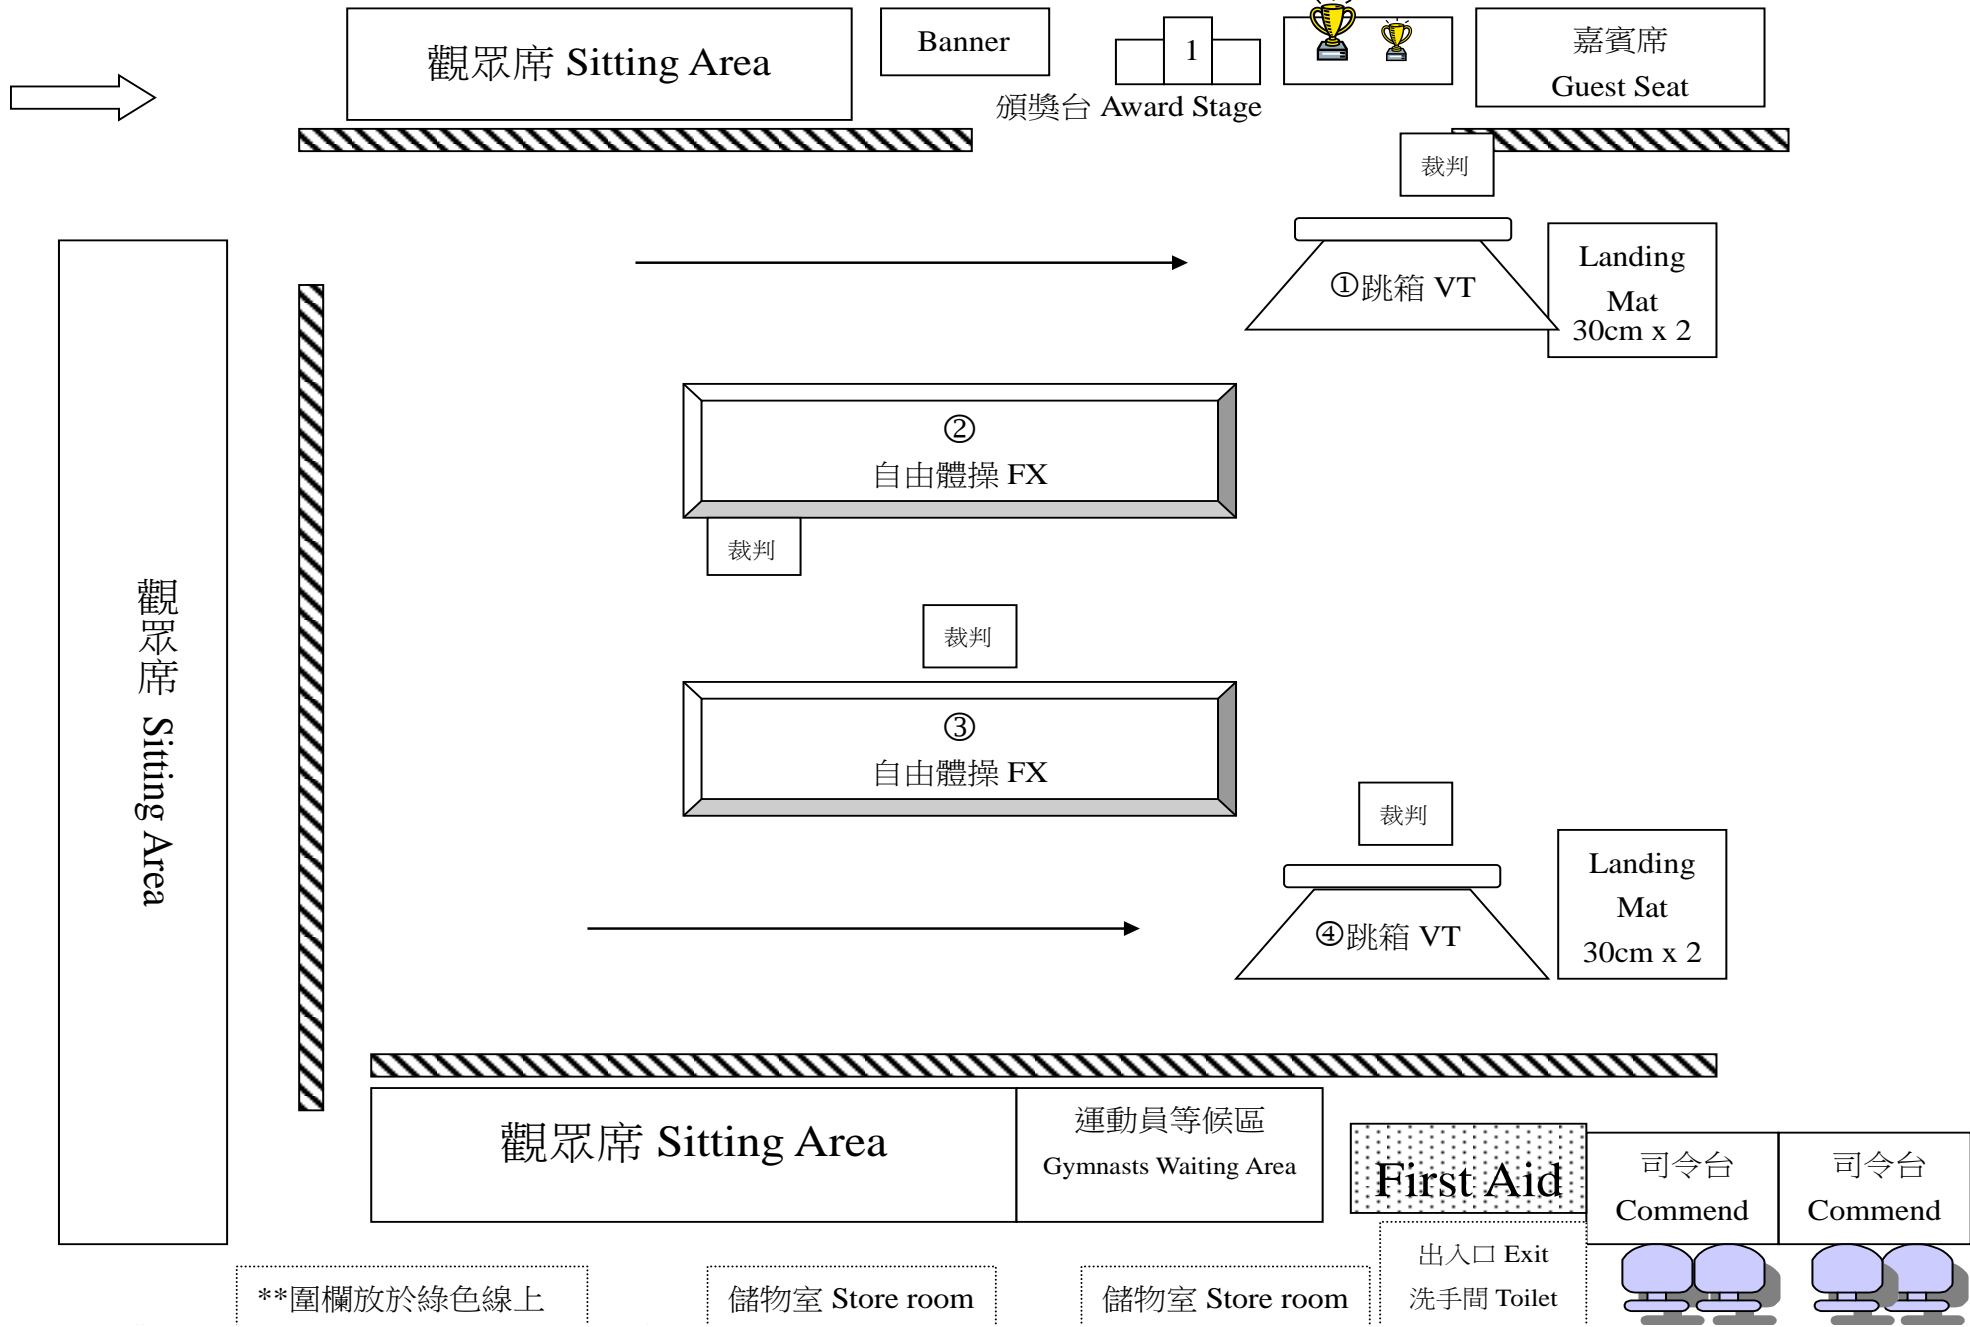 觀眾席 Sitting Area
Banner
1
頒獎台 Award Stage
嘉賓席
Guest Seat
裁判
①跳箱 VT
Landing
Mat
30cm x 2
②
自由體操 FX
裁判
裁判
③
自由體操 FX
裁判
④跳箱 VT
Landing
Mat
30cm x 2
觀眾席 Sitting Area
觀眾席 Sitting Area
運動員等候區
Gymnasts Waiting Area
First Aid
司令台
Commend
司令台
Commend
出入口 Exit
洗手間 Toilet
**圍欄放於綠色線上
儲物室 Store room
儲物室 Store room